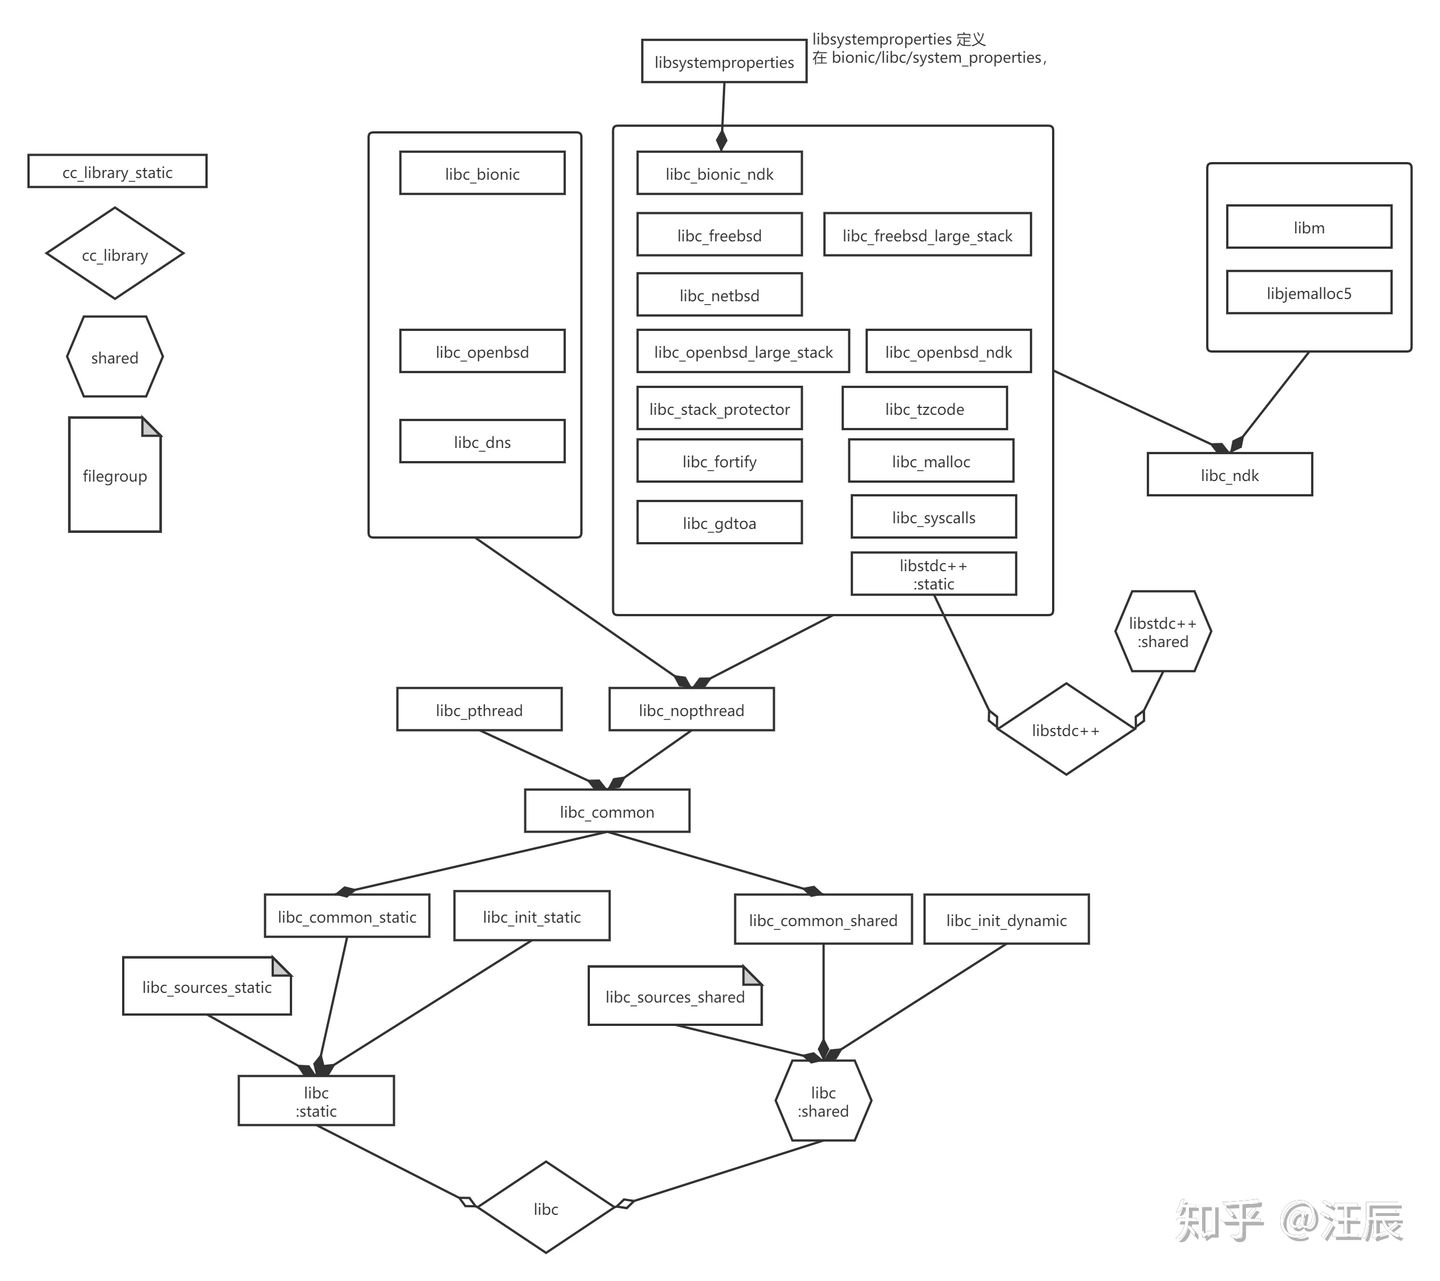 libsystemproperties
libsystemproperties 定义
在 bionic/libc/system_properties，
cc_library_static
cc_library
shared
filegroup
libc_bionic
libc_openbsd
libc_dns
libc_bionic_ndk
libc_freebsd
libc_freebsd_large_stack
libc_netbsd
libc_openbsd_large_stack
libc_openbsd_ndk
libc_stack_protector
libc_tzcode
libc_fortify
libc_malloc
libc_gdtoa
libc_syscalls
libstdc++
:static
libm
libjemalloc5
libc_ndk
libstdc++
:shared
libstdc++
libc_pthread
libc_nopthread
libc_common
libc_common_static
libc_init_static
libc_common_shared
libc_init_dynamic
libc_sources_static
libc_sources_shared
libc
:static
libc
:shared
libc
知乎 @汪辰